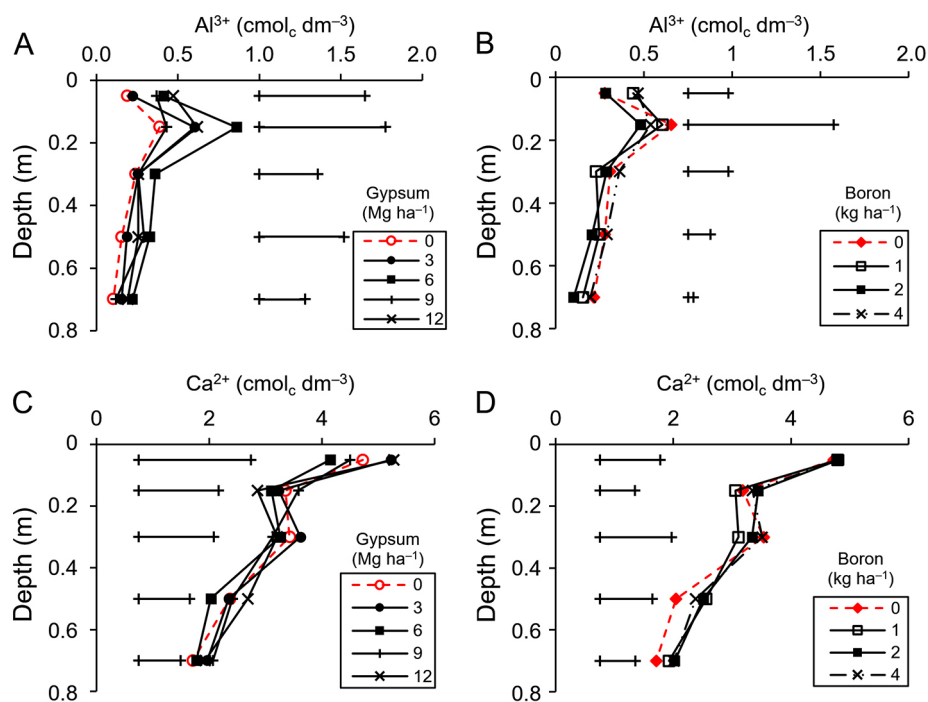 A
Al³⁺ (cmol꜀ dm⁻³)
0.0 0.5 1.0 1.5 2.0
0
0.2
0.4
0.6
0.8
Depth (m)
Gypsum
(Mg ha⁻¹)
0
3
6
9
12
B
Al³⁺ (cmol꜀ dm⁻³)
0 0.5 1.0 1.5 2.0
0
0.2
0.4
0.6
0.8
Depth (m)
Boron
(kg ha⁻¹)
0
1
2
4
C
Ca²⁺ (cmol꜀ dm⁻³)
0 2 4 6
0
0.2
0.4
0.6
0.8
Depth (m)
Gypsum
(Mg ha⁻¹)
0
3
6
9
12
D
Ca²⁺ (cmol꜀ dm⁻³)
0 2 4 6
0
0.2
0.4
0.6
0.8
Depth (m)
Boron
(kg ha⁻¹)
0
1
2
4